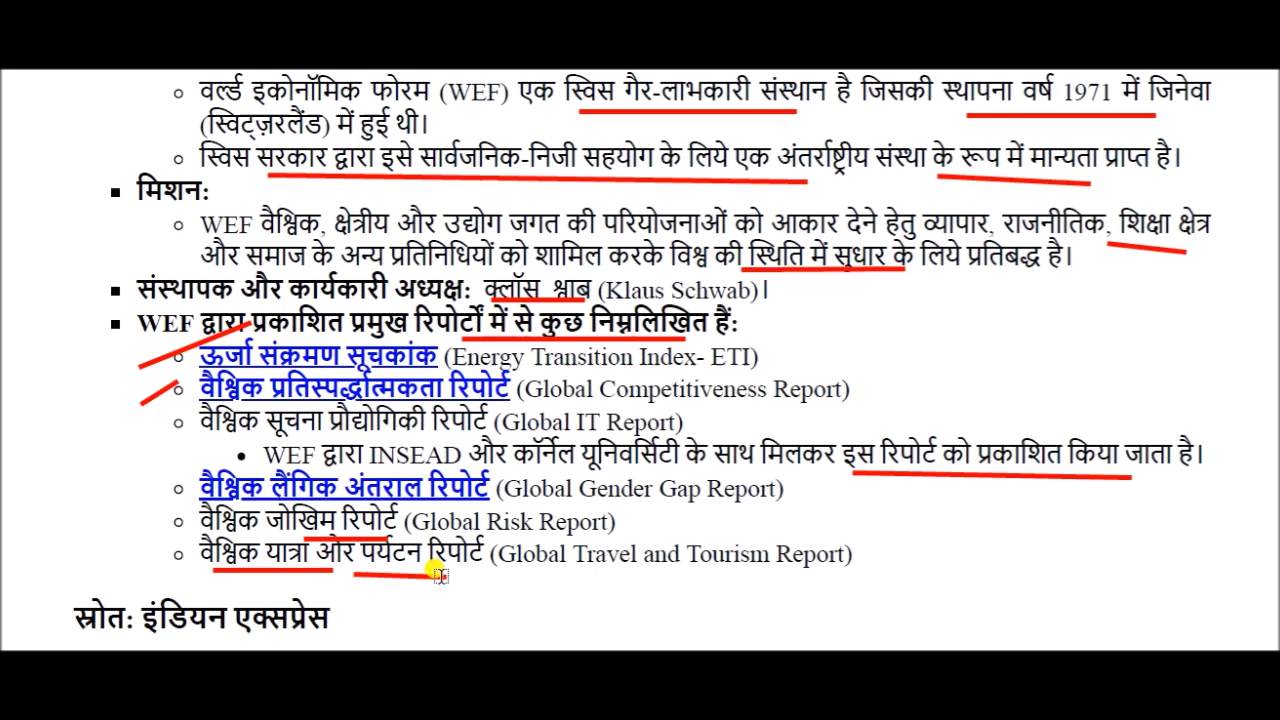 वर्ल्ड इकोनॉमिक फोरम (WEF) एक स्विस गैर-लाभकारी संस्थान है जिसकी स्थापना वर्ष 1971 में जिनेवा
(स्विट्ज़रलैंड) में हुई थी।
स्विस सरकार द्वारा इसे सार्वजनिक-निजी सहयोग के लिये एक अंतर्राष्ट्रीय संस्था के रूप में मान्यता प्राप्त है।
मिशन:
WEF वैश्विक, क्षेत्रीय और उद्योग जगत की परियोजनाओं को आकार देने हेतु व्यापार, राजनीतिक, शिक्षा क्षेत्र
और समाज के अन्य प्रतिनिधियों को शामिल करके विश्व की स्थिति में सुधार के लिये प्रतिबद्ध है।
संस्थापक और कार्यकारी अध्यक्ष: क्लॉस श्वाब (Klaus Schwab)।
WEF द्वारा प्रकाशित प्रमुख रिपोर्टों में से कुछ निम्नलिखित हैं:
ऊर्जा संक्रमण सूचकांक (Energy Transition Index- ETI)
वैश्विक प्रतिस्पर्द्धात्मकता रिपोर्ट (Global Competitiveness Report)
वैश्विक सूचना प्रौद्योगिकी रिपोर्ट (Global IT Report)
WEF द्वारा INSEAD और कॉर्नेल यूनिवर्सिटी के साथ मिलकर इस रिपोर्ट को प्रकाशित किया जाता है।
वैश्विक लैंगिक अंतराल रिपोर्ट (Global Gender Gap Report)
वैश्विक जोखिम रिपोर्ट (Global Risk Report)
वैश्विक यात्रा और पर्यटन रिपोर्ट (Global Travel and Tourism Report)
स्रोत: इंडियन एक्सप्रेस